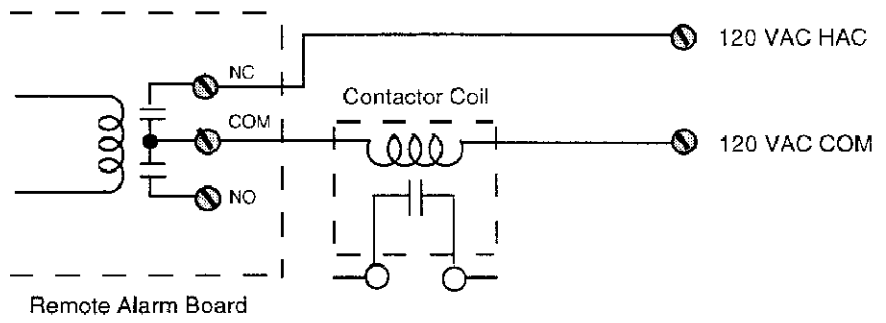 120 VAC HAC
NC
Contactor Coil
COM
120 VAC COM
NO
Remote Alarm Board